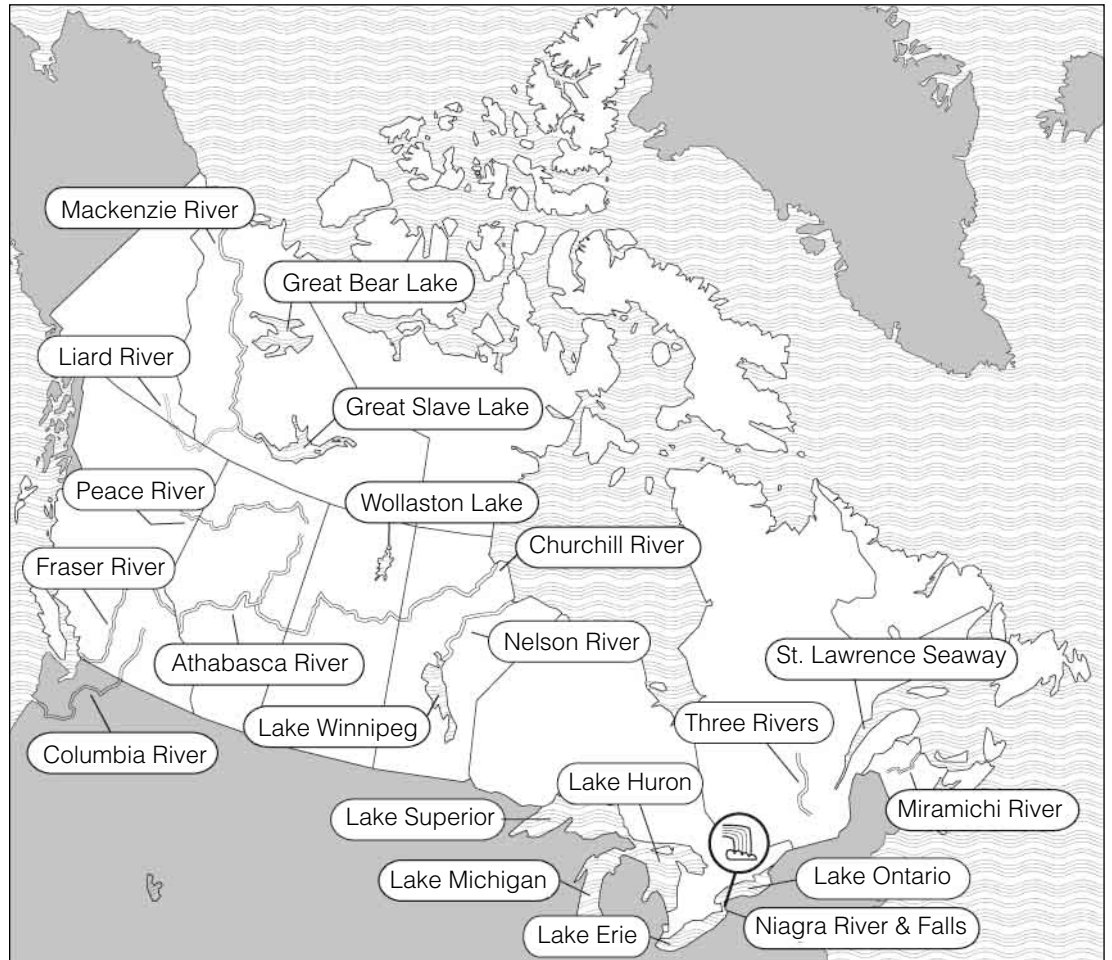 Mackenzie River
Great Bear Lake
Liard River
Great Slave Lake
Peace River
Wollaston Lake
Churchill River
Fraser River
Nelson River
Athabasca River
St. Lawrence Seaway
Lake Winnipeg
Three Rivers
Columbia River
Lake Huron
Miramichi River
Lake Superior
Lake Michigan
Lake Ontario
Niagra River & Falls
Lake Erie